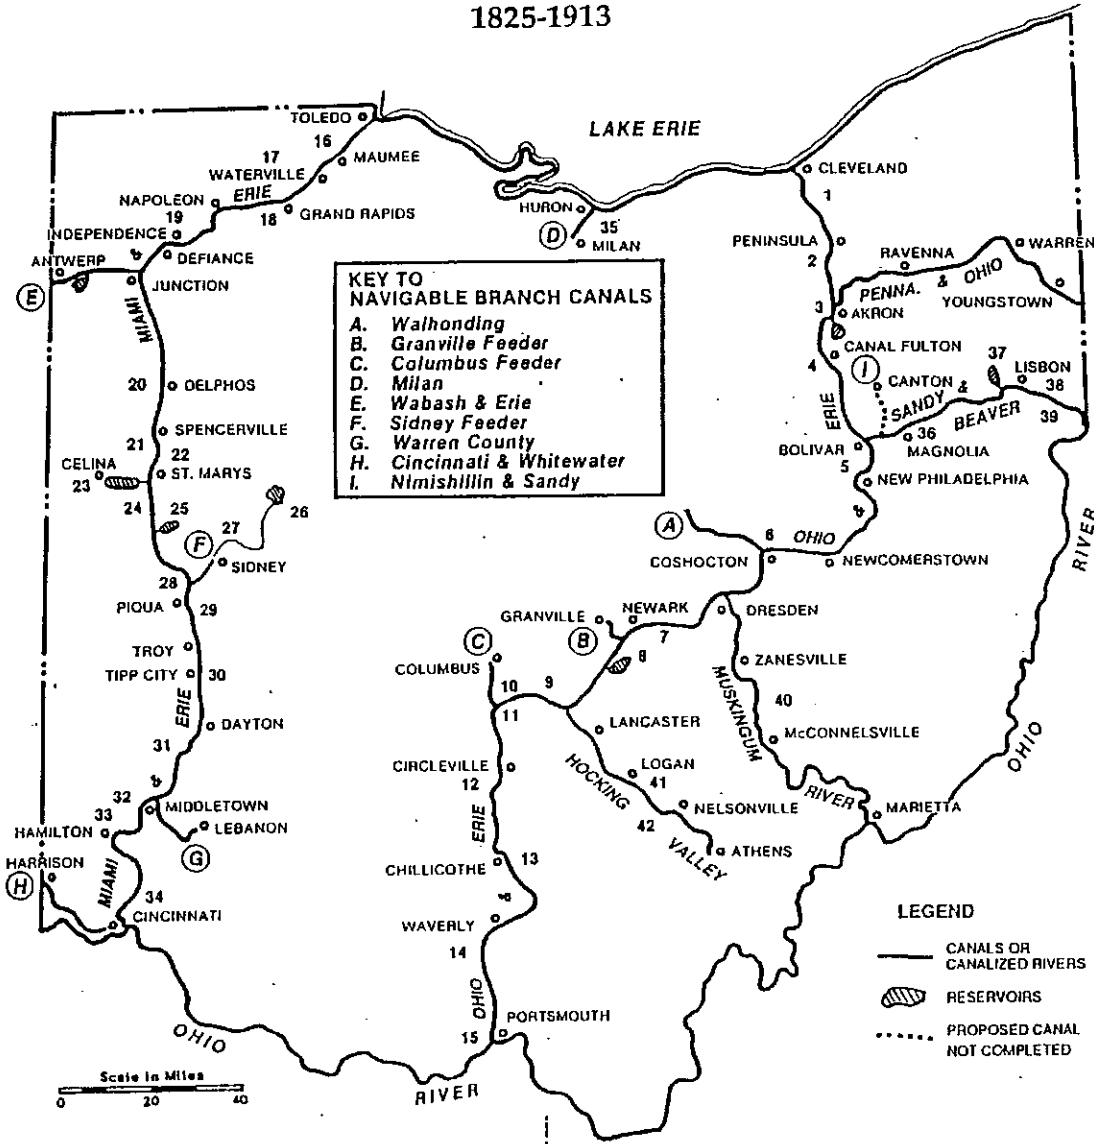 1825-1913
TOLEDO
LAKE ERIE
16
17
MAUMEE
WATERVILLE
CLEVELAND
ERIE
1
NAPOLEON
HURON
18
GRAND RAPIDS
19
35
INDEPENDENCE
D
MILAN
PENINSULA
WARREN
&
DEFIANCE
2
RAVENNA
ANTWERP
E
JUNCTION
PENNA. & OHIO
YOUNGSTOWN
MIAMI
3
AKRON
KEY TO
NAVIGABLE BRANCH CANALS
A. Walhonding
B. Granville Feeder
C. Columbus Feeder
D. Milan
E. Wabash & Erie
F. Sidney Feeder
G. Warren County
H. Cincinnati & Whitewater
I. Nimishillin & Sandy
CANAL FULTON
37
4
I
CANTON
LISBON
38
20
DELPHOS
SANDY &
BEAVER
39
ERIE
SPENCERVILLE
36
21
BOLIVAR
MAGNOLIA
22
CELINA
ST. MARYS
5
23
NEW PHILADELPHIA
24
25
26
&
27
F
A
6
OHIO
RIVER
SIDNEY
COSHOCTON
NEWCOMERSTOWN
28
PIQUA
29
GRANVILLE
NEWARK
DRESDEN
B
7
TROY
C
8
ZANESVILLE
TIPP CITY
30
COLUMBUS
10
9
MUSKINGUM
40
ERIE
11
DAYTON
LANCASTER
McCONNELSVILLE
31
OHIO
CIRCLEVILLE
HOCKING
LOGAN
&
12
41
32
RIVER
MIDDLETOWN
NELSONVILLE
MARIETTA
33
HAMILTON
LEBANON
ERIE
42
G
VALLEY
ATHENS
HARRISON
CHILLICOTHE
13
H
MIAMI
34
&
CINCINNATI
WAVERLY
LEGEND
14
CANALS OR
CANALIZED RIVERS
OHIO
RESERVOIRS
OHIO
15
PORTSMOUTH
PROPOSED CANAL
NOT COMPLETED
Scale in Miles
0 20 40
RIVER